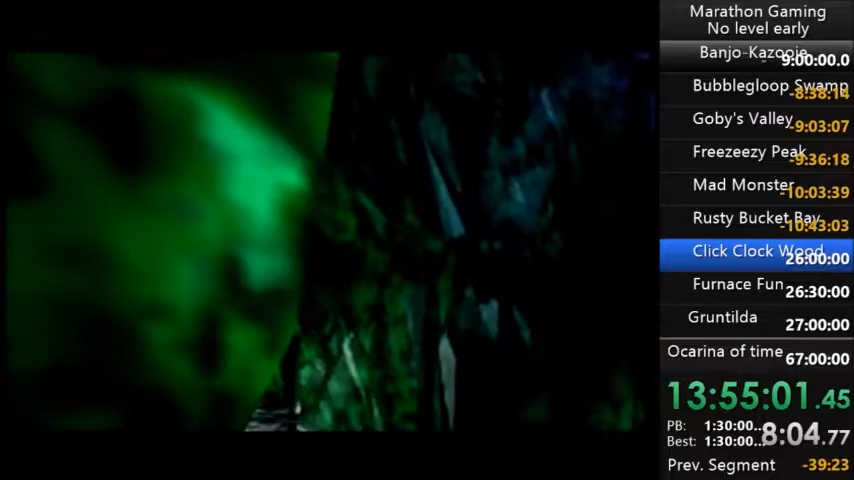 Marathon Gaming
No level early
Banjo-Kazooie - 9:00:00.0
Bubblegloop Swamp -8:38:14
Goby's Valley -9:03:07
Freezeezy Peak -9:36:18
Mad Monster -10:03:39
Rusty Bucket Bay -10:43:03
Click Clock Wood 26:00:00
Furnace Fun 26:30:00
Gruntilda 27:00:00
Ocarina of time 67:00:00
13:55:01.45
PB: 1:30:00... 8:04.77
Best: 1:30:00...
Prev. Segment -39:23